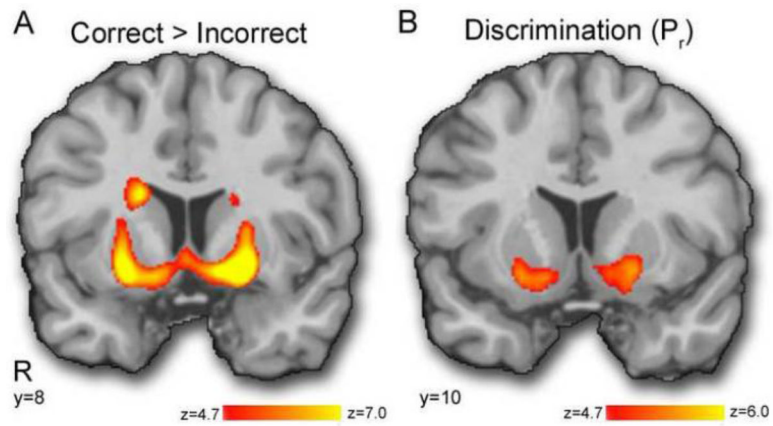 A
Correct > Incorrect
B
Discrimination (Pr)
R
y=8
z=4.7
z=7.0
y=10
z=4.7
z=6.0